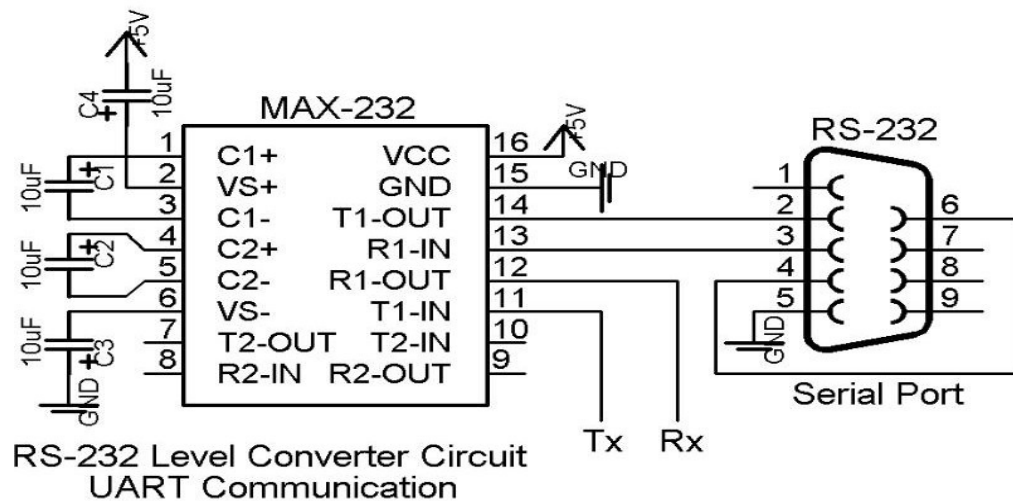 +5V
C4
+
10uF
MAX-232
+5V
RS-232
1 C1+ VCC 16
GND
2 VS+ GND 15
3 C1- T1-OUT 14
4 C2+ R1-IN 13
5 C2- R1-OUT 12
6 VS- T1-IN 11
7 T2-OUT T2-IN 10
8 R2-IN R2-OUT 9
10uF
+
C1
10uF
+
C2
10uF
+
C3
GND
1
2 6
3 7
4 8
5 9
GND
Serial Port
Tx Rx
RS-232 Level Converter Circuit
UART Communication